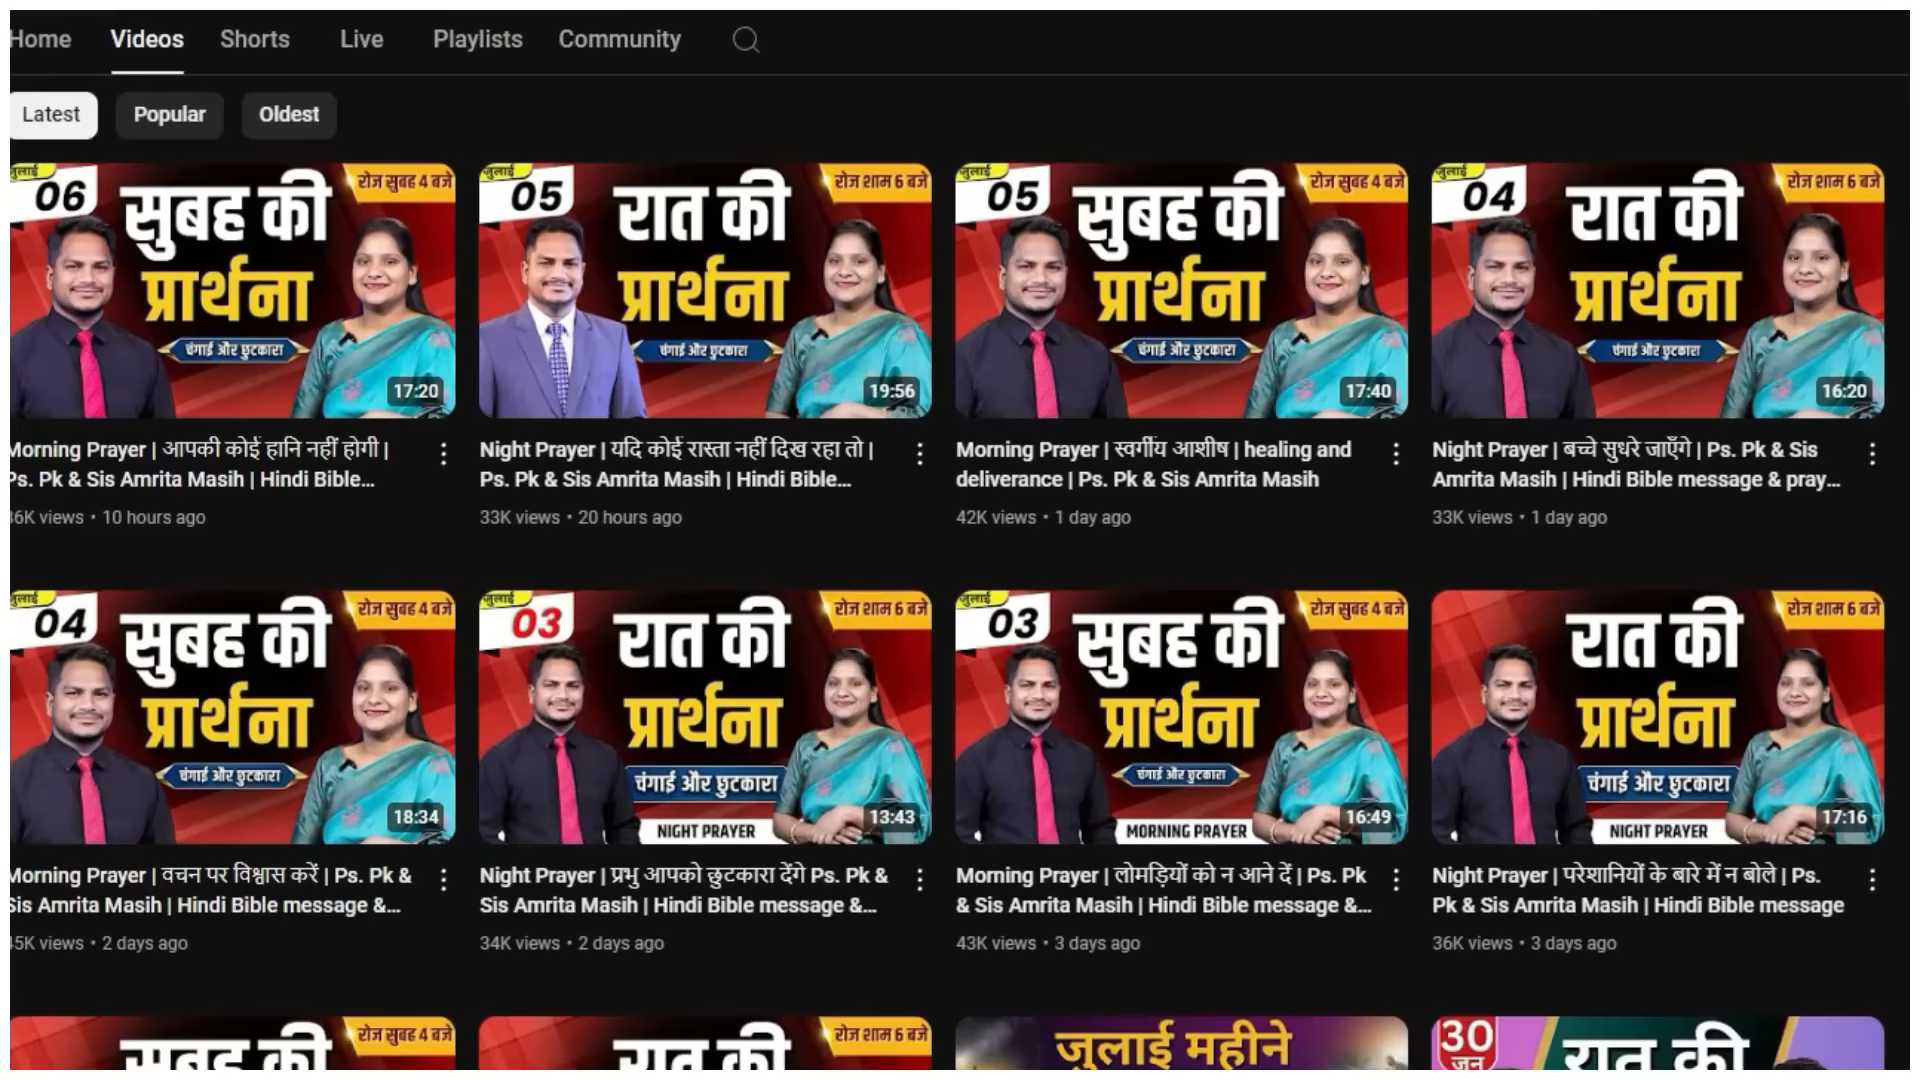 Home Videos Shorts Live Playlists Community
Latest Popular Oldest
जुलाई
06
रोज सुबह 4 बजे
सुबह की
प्रार्थना
चंगाई और छुटकारा
17:20
Morning Prayer | आपकी कोई हानि नहीं होगी |
Ps. Pk & Sis Amrita Masih | Hindi Bible...
36K views • 10 hours ago
जुलाई
05
रोज शाम 6 बजे
रात की
प्रार्थना
चंगाई और छुटकारा
19:56
Night Prayer | यदि कोई रास्ता नहीं दिख रहा तो |
Ps. Pk & Sis Amrita Masih | Hindi Bible...
33K views • 20 hours ago
जुलाई
05
रोज सुबह 4 बजे
सुबह की
प्रार्थना
चंगाई और छुटकारा
17:40
Morning Prayer | स्वर्गीय आशीष | healing and
deliverance | Ps. Pk & Sis Amrita Masih
42K views • 1 day ago
जुलाई
04
रोज शाम 6 बजे
रात की
प्रार्थना
चंगाई और छुटकारा
16:20
Night Prayer | बच्चे सुधरे जाएँगे | Ps. Pk & Sis
Amrita Masih | Hindi Bible message & pray...
33K views • 1 day ago
जुलाई
04
रोज सुबह 4 बजे
सुबह की
प्रार्थना
चंगाई और छुटकारा
18:34
Morning Prayer | वचन पर विश्वास करें | Ps. Pk &
Sis Amrita Masih | Hindi Bible message &...
45K views • 2 days ago
जुलाई
03
रोज शाम 6 बजे
रात की
प्रार्थना
चंगाई और छुटकारा
NIGHT PRAYER
13:43
Night Prayer | प्रभु आपको छुटकारा देंगे Ps. Pk &
Sis Amrita Masih | Hindi Bible message &...
34K views • 2 days ago
जुलाई
03
रोज सुबह 4 बजे
सुबह की
प्रार्थना
चंगाई और छुटकारा
MORNING PRAYER
16:49
Morning Prayer | लोमड़ियों को न आने दें | Ps. Pk
& Sis Amrita Masih | Hindi Bible message &...
43K views • 3 days ago
रोज शाम 6 बजे
रात की
प्रार्थना
चंगाई और छुटकारा
NIGHT PRAYER
17:16
Night Prayer | परेशानियों के बारे में न बोले | Ps.
Pk & Sis Amrita Masih | Hindi Bible message
36K views • 3 days ago
रोज सुबह 4 बजे
सुबह की
रोज शाम 6 बजे
रात की
जुलाई महीने
30
जून
रात की